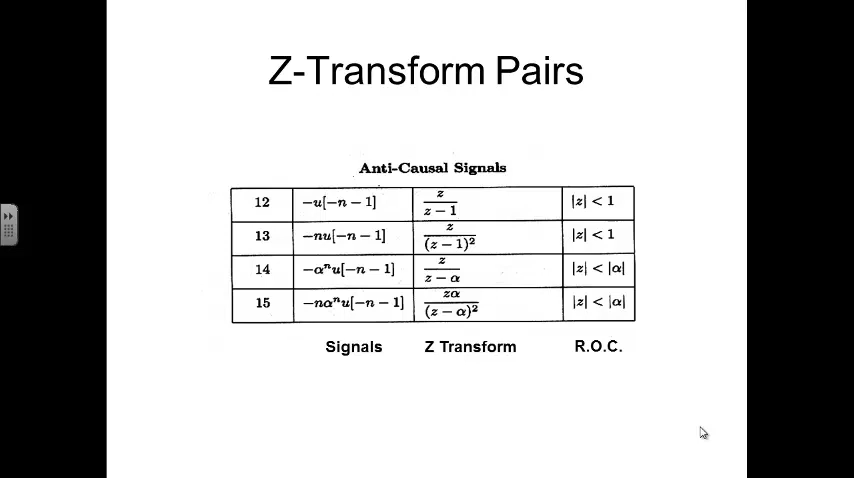 Z-Transform Pairs
Anti-Causal Signals
12 −u[−n − 1] z/(z − 1) |z| < 1
13 −nu[−n − 1] z/(z − 1)² |z| < 1
14 −αⁿu[−n − 1] z/(z − α) |z| < |α|
15 −nαⁿu[−n − 1] zα/(z − α)² |z| < |α|
Signals Z Transform R.O.C.